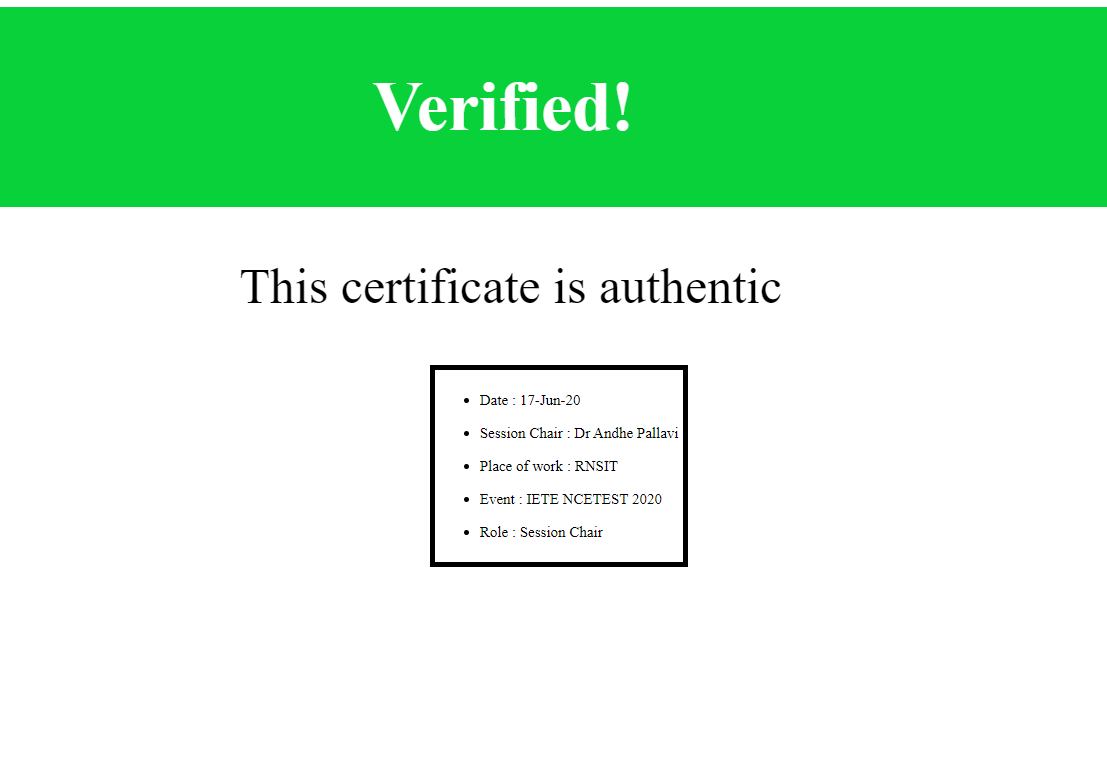 Verified!
This certificate is authentic
Date : 17-Jun-20
Session Chair : Dr Andhe Pallavi
Place of work : RNSIT
Event : IETE NCETEST 2020
Role : Session Chair